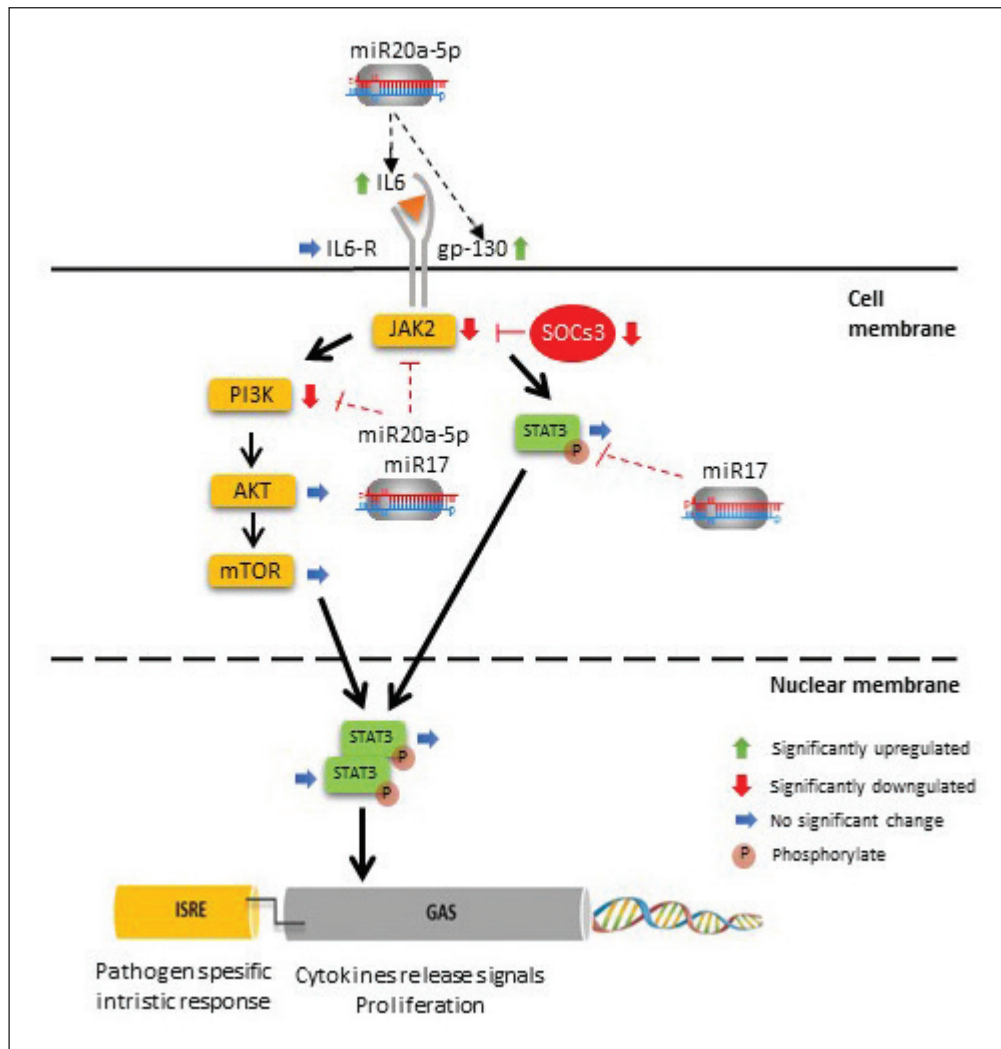 miR20a-5p
IL6
IL6-R
gp-130
Cell
membrane
JAK2
SOCs3
PI3K
miR20a-5p
miR17
STAT3
P
miR17
AKT
mTOR
Nuclear membrane
STAT3
P
STAT3
P
Significantly upregulated
Significantly downgulated
No significant change
P Phosphorylate
ISRE
GAS
Pathogen spesific
intristic response
Cytokines release signals
Proliferation